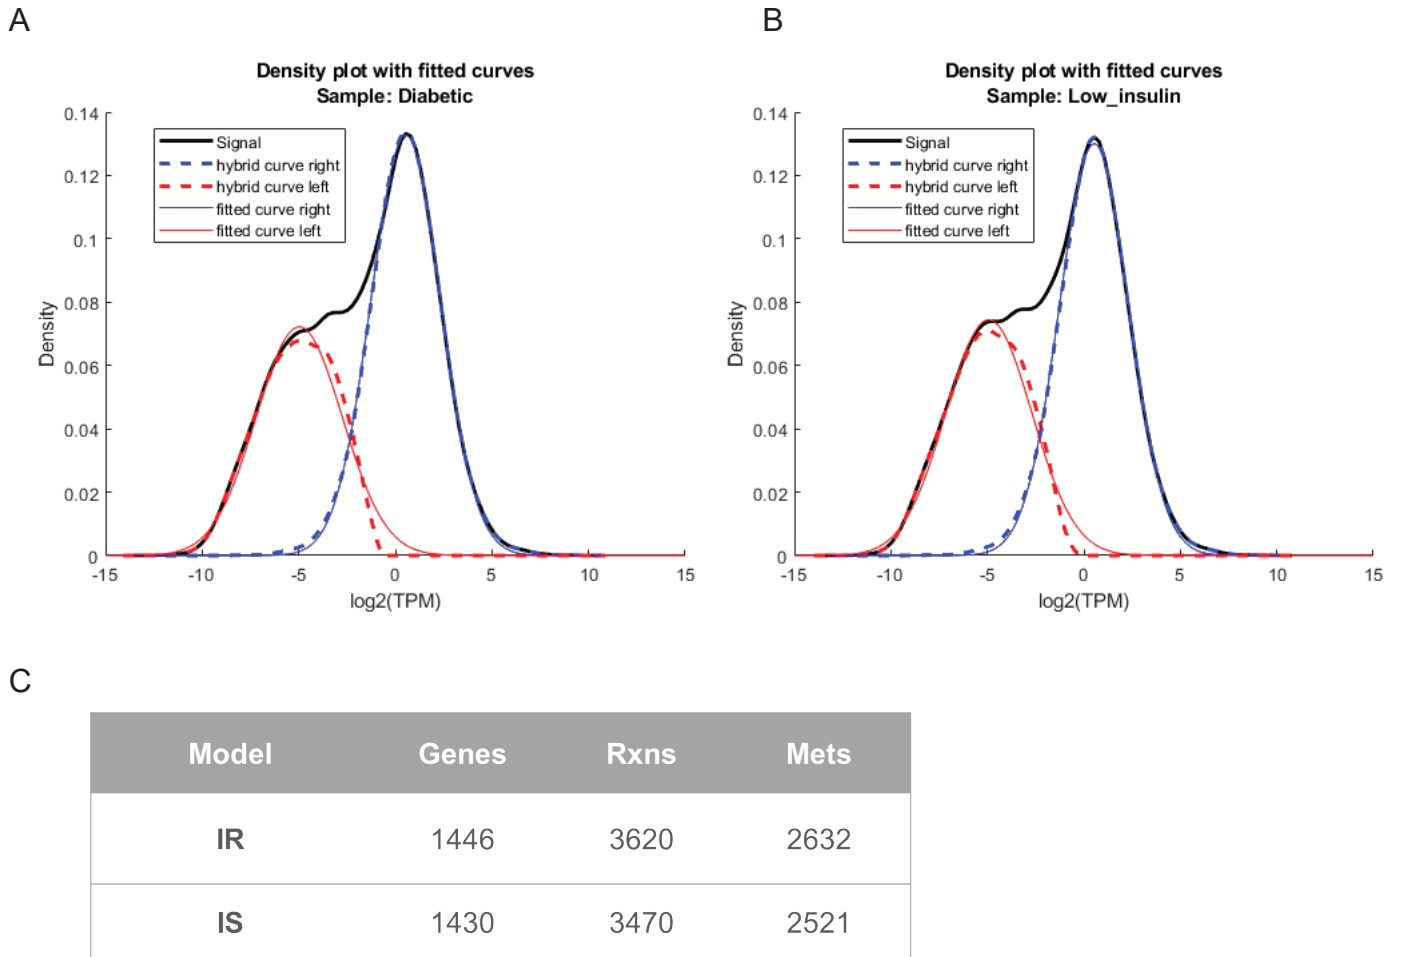 A
B
Density plot with fitted curves
Sample: Diabetic
0.14
0.12
0.1
0.08
0.06
0.04
0.02
0
Density
Signal
hybrid curve right
hybrid curve left
fitted curve right
fitted curve left
-15 -10 -5 0 5 10 15
log2(TPM)
Density plot with fitted curves
Sample: Low_insulin
0.14
0.12
0.1
0.08
0.06
0.04
0.02
0
Density
Signal
hybrid curve right
hybrid curve left
fitted curve right
fitted curve left
-15 -10 -5 0 5 10 15
log2(TPM)
C
Model Genes Rxns Mets
IR 1446 3620 2632
IS 1430 3470 2521